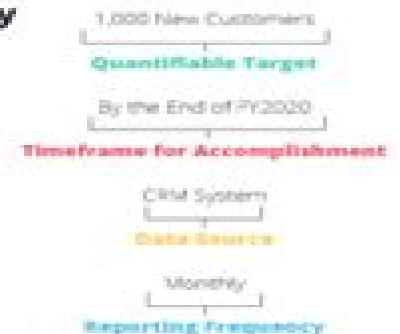 y
1,000 New Customers
Quantifiable Target
By the End of FY2020
Timeframe for Accomplishment
CRM System
Data Source
Monthly
Reporting Frequency